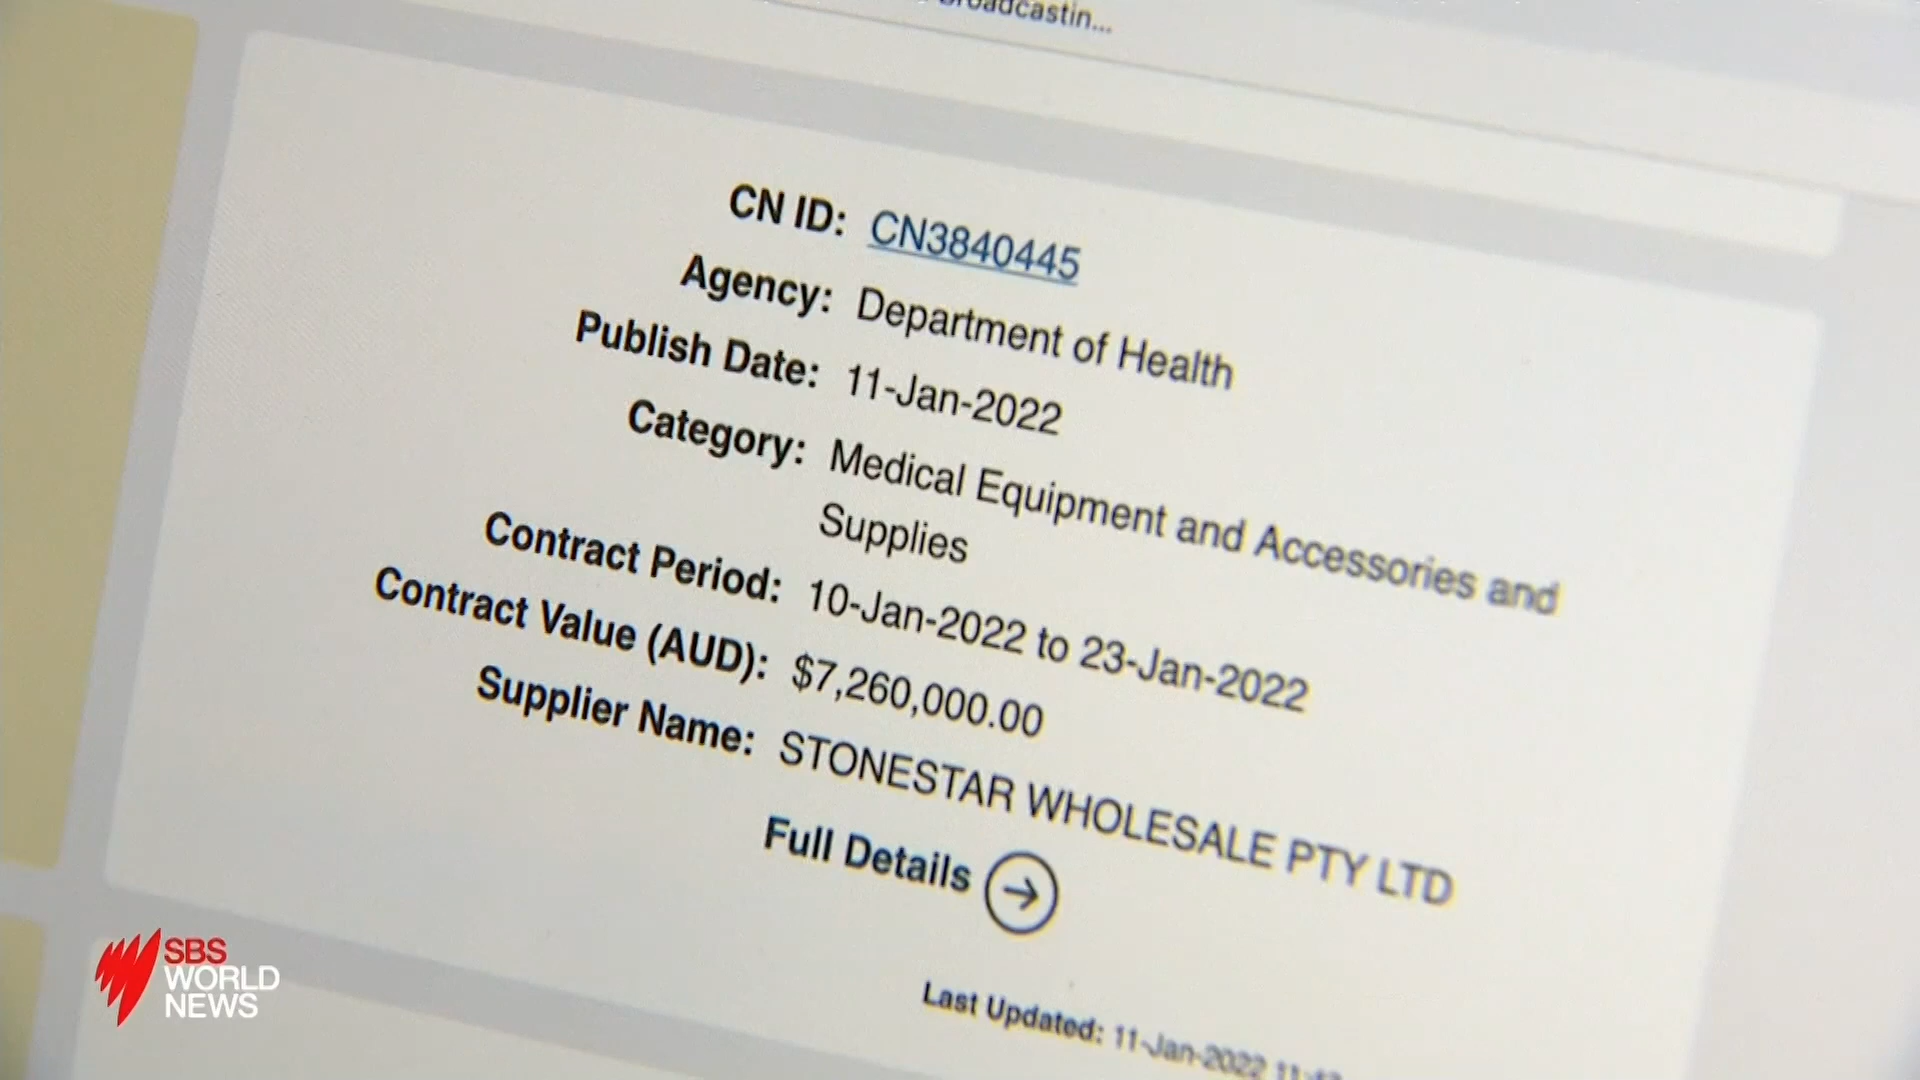 CN ID: CN3840445
Agency: Department of Health
Publish Date: 11-Jan-2022
Category: Medical Equipment and Accessories and
Supplies
Contract Period: 10-Jan-2022 to 23-Jan-2022
Contract Value (AUD): $7,260,000.00
Supplier Name: STONESTAR WHOLESALE PTY LTD
Full Details
Last Updated: 11-Jan-2022
SBS
WORLD
NEWS